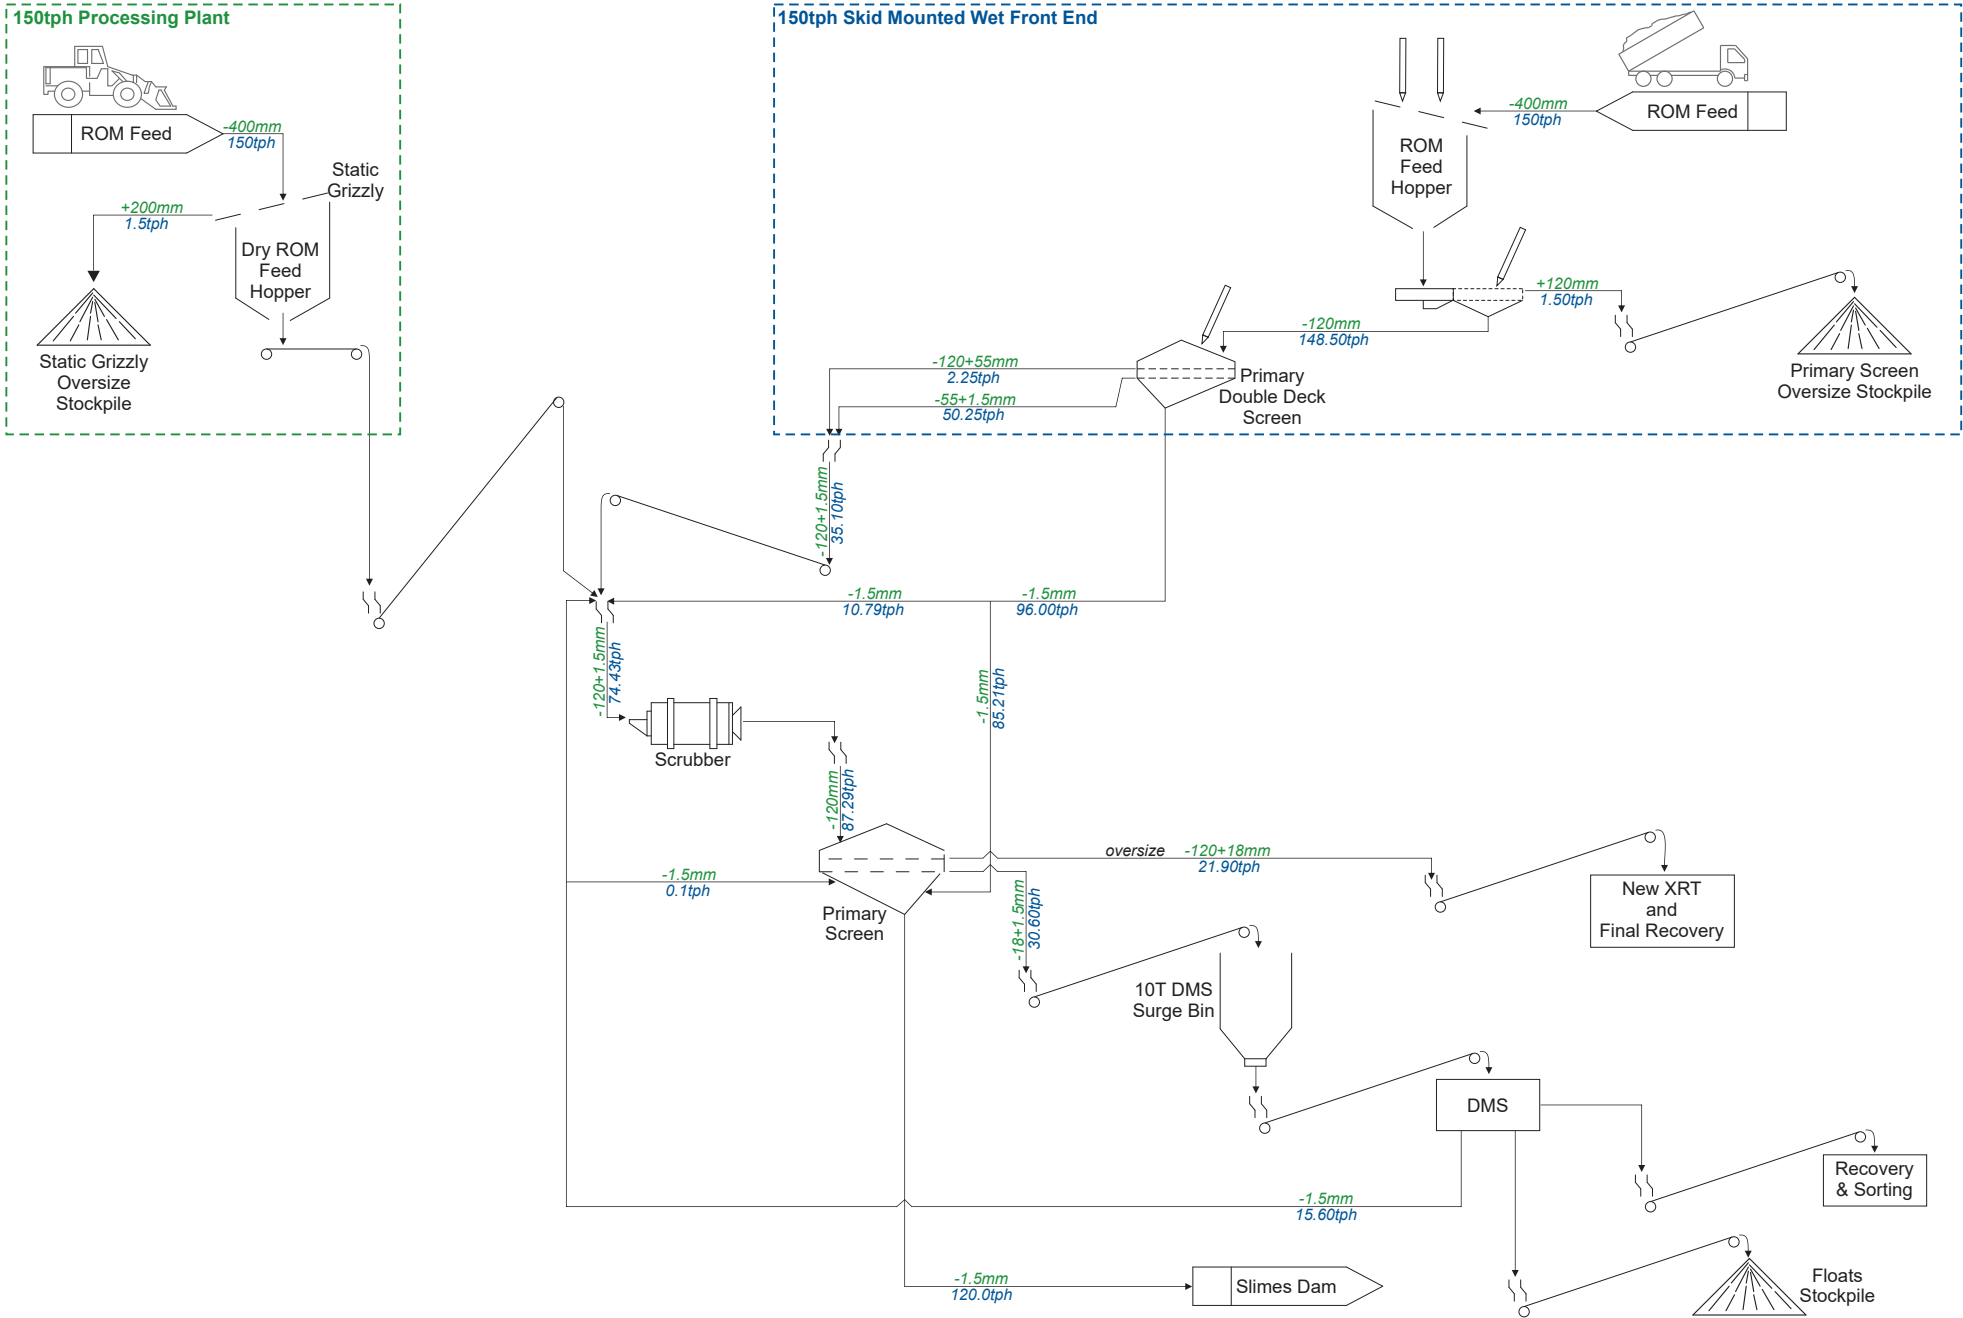 150tph Processing Plant
ROM Feed
-400mm
150tph
Static
Grizzly
+200mm
1.5tph
Dry ROM
Feed
Hopper
Static Grizzly
Oversize
Stockpile
150tph Skid Mounted Wet Front End
ROM Feed
-400mm
150tph
ROM
Feed
Hopper
+120mm
1.50tph
Primary Screen
Oversize Stockpile
-120mm
148.50tph
Primary
Double Deck
Screen
-120+55mm
2.25tph
-55+1.5mm
50.25tph
-120+1.5mm
35.10tph
-1.5mm
10.79tph
-1.5mm
96.00tph
-120+1.5mm
74.43tph
-1.5mm
85.21tph
Scrubber
-120mm
87.29tph
oversize
-120+18mm
21.90tph
New XRT
and
Final Recovery
-1.5mm
0.1tph
Primary
Screen
-18+1.5mm
30.60tph
10T DMS
Surge Bin
DMS
Recovery
& Sorting
-1.5mm
15.60tph
-1.5mm
120.0tph
Slimes Dam
Floats
Stockpile